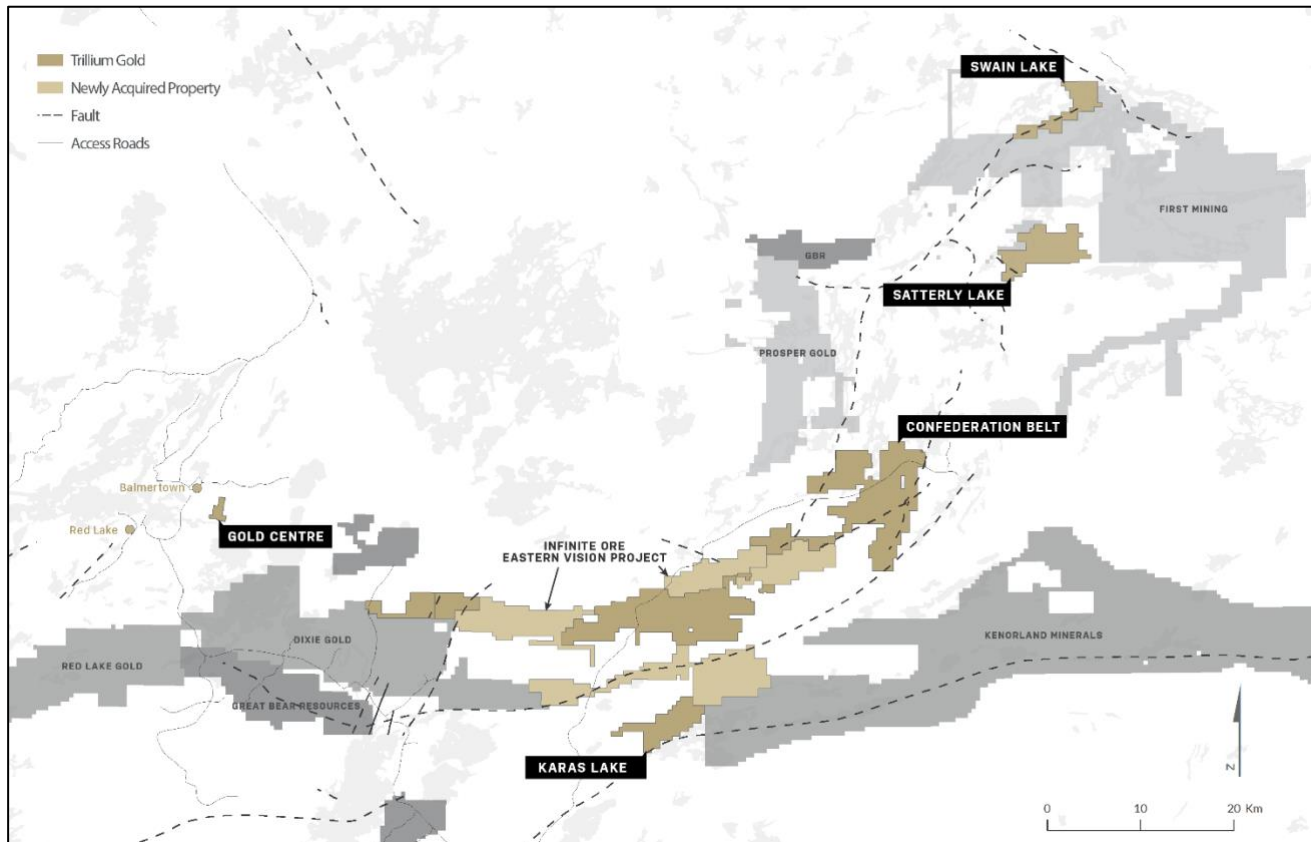 Trillium Gold
Newly Acquired Property
Fault
Access Roads
SWAIN LAKE
FIRST MINING
GBR
SATTERLY LAKE
PROSPER GOLD
CONFEDERATION BELT
Balmertown
Red Lake
GOLD CENTRE
INFINITE ORE
EASTERN VISION PROJECT
DIXIE GOLD
KENORLAND MINERALS
RED LAKE GOLD
GREAT BEAR RESOURCES
KARAS LAKE
N
0 10 20 Km